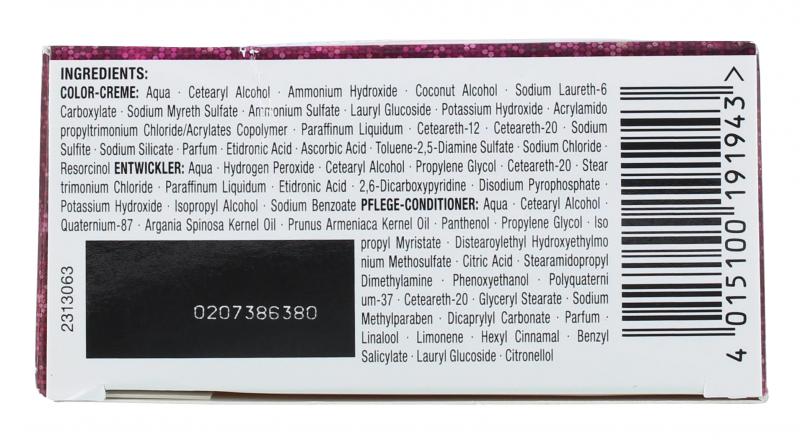 INGREDIENTS:
COLOR-CREME: Aqua · Cetearyl Alcohol · Ammonium Hydroxide · Coconut Alcohol · Sodium Laureth-6
Carboxylate · Sodium Myreth Sulfate · Ammonium Sulfate · Lauryl Glucoside · Potassium Hydroxide · Acrylamido
propyltrimonium Chloride/Acrylates Copolymer · Paraffinum Liquidum · Ceteareth-12 · Ceteareth-20 · Sodium
Sulfite · Sodium Silicate · Parfum · Etidronic Acid · Ascorbic Acid · Toluene-2,5-Diamine Sulfate · Sodium Chloride ·
Resorcinol ENTWICKLER: Aqua · Hydrogen Peroxide · Cetearyl Alcohol · Propylene Glycol · Ceteareth-20 · Stear
trimonium Chloride · Paraffinum Liquidum · Etidronic Acid · 2,6-Dicarboxypyridine · Disodium Pyrophosphate ·
Potassium Hydroxide · Isopropyl Alcohol · Sodium Benzoate PFLEGE-CONDITIONER: Aqua · Cetearyl Alcohol ·
Quaternium-87 · Argania Spinosa Kernel Oil · Prunus Armeniaca Kernel Oil · Panthenol · Propylene Glycol · Iso
propyl Myristate · Distearoylethyl Hydroxyethylmo
nium Methosulfate · Citric Acid · Stearamidopropyl
Dimethylamine · Phenoxyethanol · Polyquaterni
um-37 · Ceteareth-20 · Glyceryl Stearate · Sodium
Methylparaben · Dicaprylyl Carbonate · Parfum ·
Linalool · Limonene · Hexyl Cinnamal · Benzyl
Salicylate · Lauryl Glucoside · Citronellol
2313063
0207386380
4 015100 191943 >